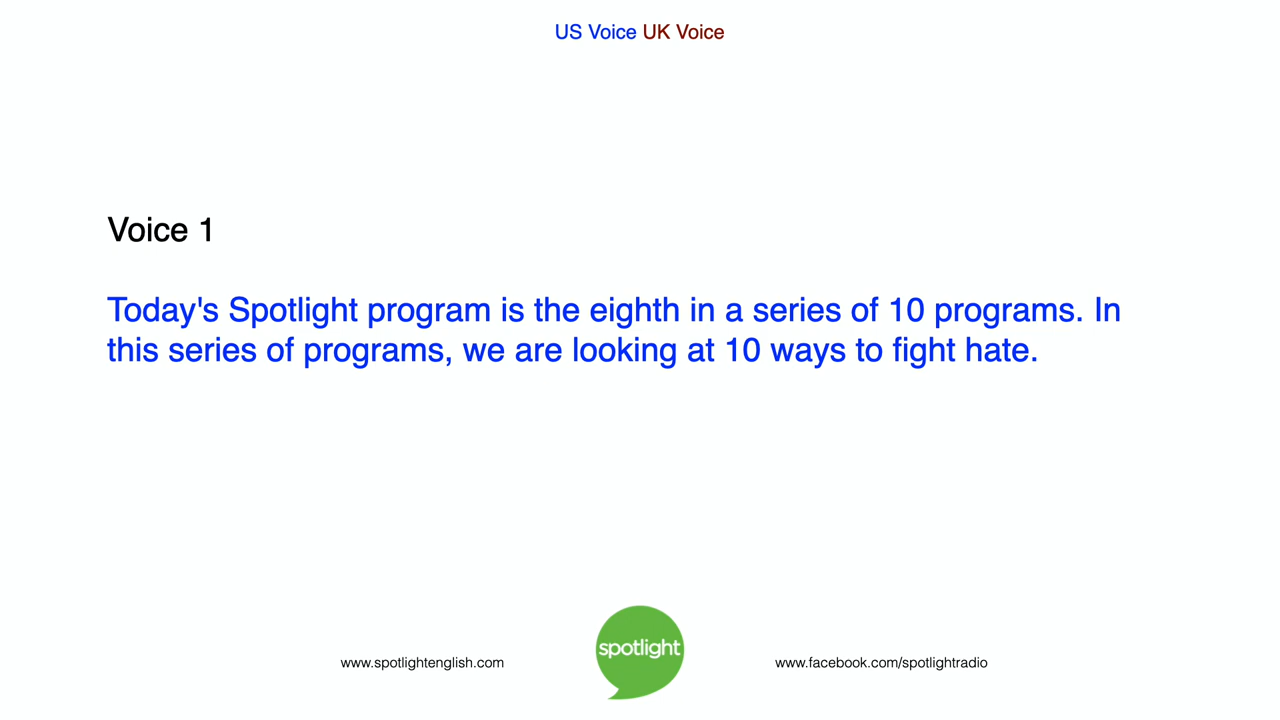 US Voice UK Voice
Voice 1
Today's Spotlight program is the eighth in a series of 10 programs. In
this series of programs, we are looking at 10 ways to fight hate.
www.spotlightenglish.com
spotlight
www.facebook.com/spotlightradio